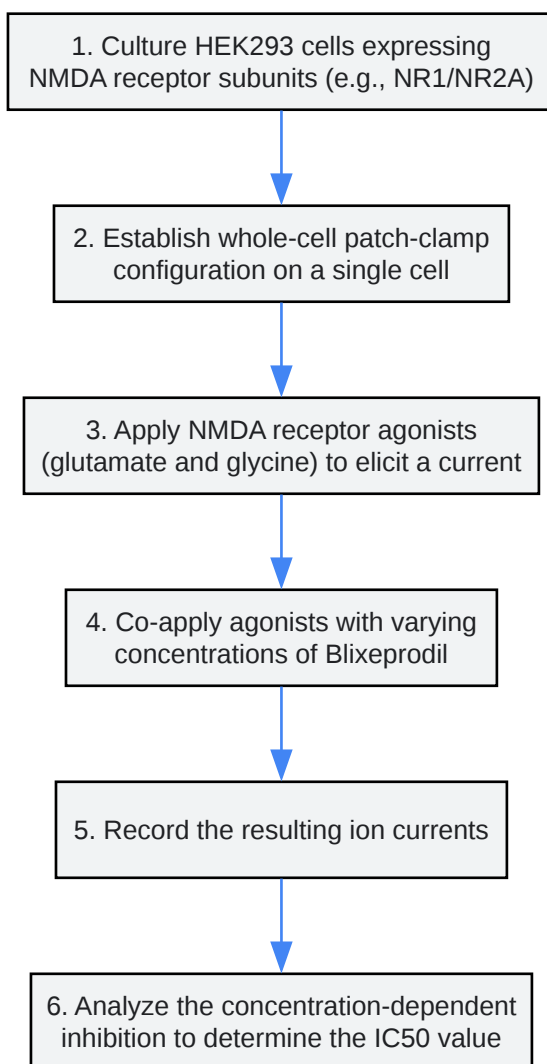 1. Culture HEK293 cells expressing
NMDA receptor subunits (e.g., NR1/NR2A)
2. Establish whole-cell patch-clamp
configuration on a single cell
3. Apply NMDA receptor agonists
(glutamate and glycine) to elicit a current
4. Co-apply agonists with varying
concentrations of Blixeprodil
5. Record the resulting ion currents
6. Analyze the concentration-dependent
inhibition to determine the IC50 value